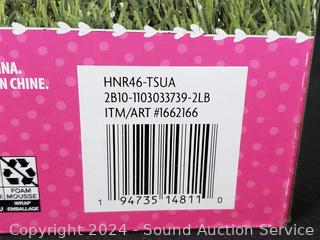 NA.
N CHINE.
HNR46-TSUA
2B10-1103033739-2LB
ITM/ART #1662166
1 94735 14811 0
FOAM
MOUSSE
WRAP
EMBALLAGE
Copyright 2024 - Sound Auction Service